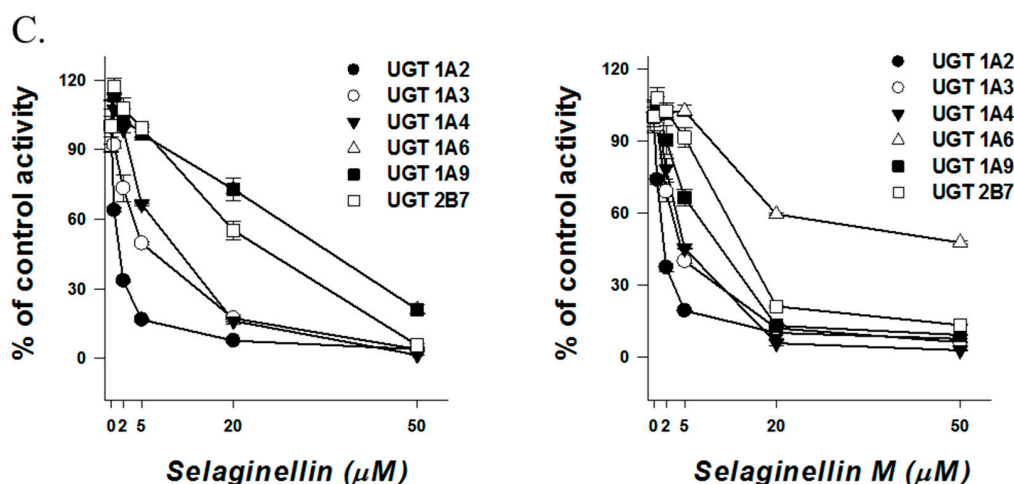 C.
% of control activity
120
90
60
30
0
0 2 5 20 50
Selaginellin (μM)
UGT 1A2
UGT 1A3
UGT 1A4
UGT 1A6
UGT 1A9
UGT 2B7
% of control activity
120
90
60
30
0
0 2 5 20 50
Selaginellin M (μM)
UGT 1A2
UGT 1A3
UGT 1A4
UGT 1A6
UGT 1A9
UGT 2B7